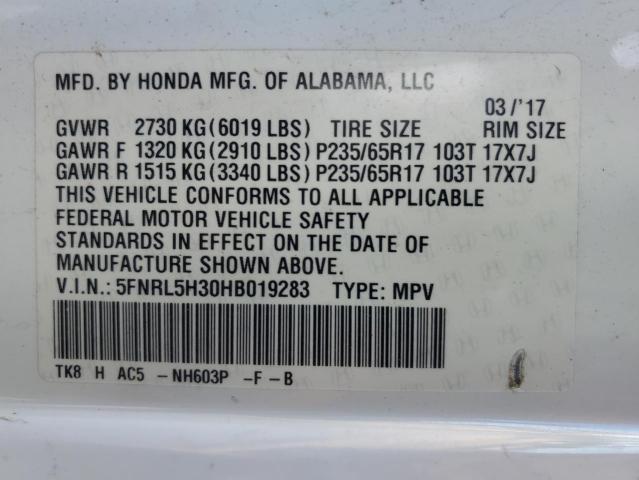 MFD. BY HONDA MFG. OF ALABAMA, LLC
03/'17
GVWR 2730 KG(6019 LBS) TIRE SIZE RIM SIZE
GAWR F 1320 KG(2910 LBS) P235/65R17 103T 17X7J
GAWR R 1515 KG(3340 LBS) P235/65R17 103T 17X7J
THIS VEHICLE CONFORMS TO ALL APPLICABLE
FEDERAL MOTOR VEHICLE SAFETY
STANDARDS IN EFFECT ON THE DATE OF
MANUFACTURE SHOWN ABOVE.
V.I.N.: 5FNRL5H30HB019283 TYPE: MPV
TK8 H AC5 -NH603P -F -B